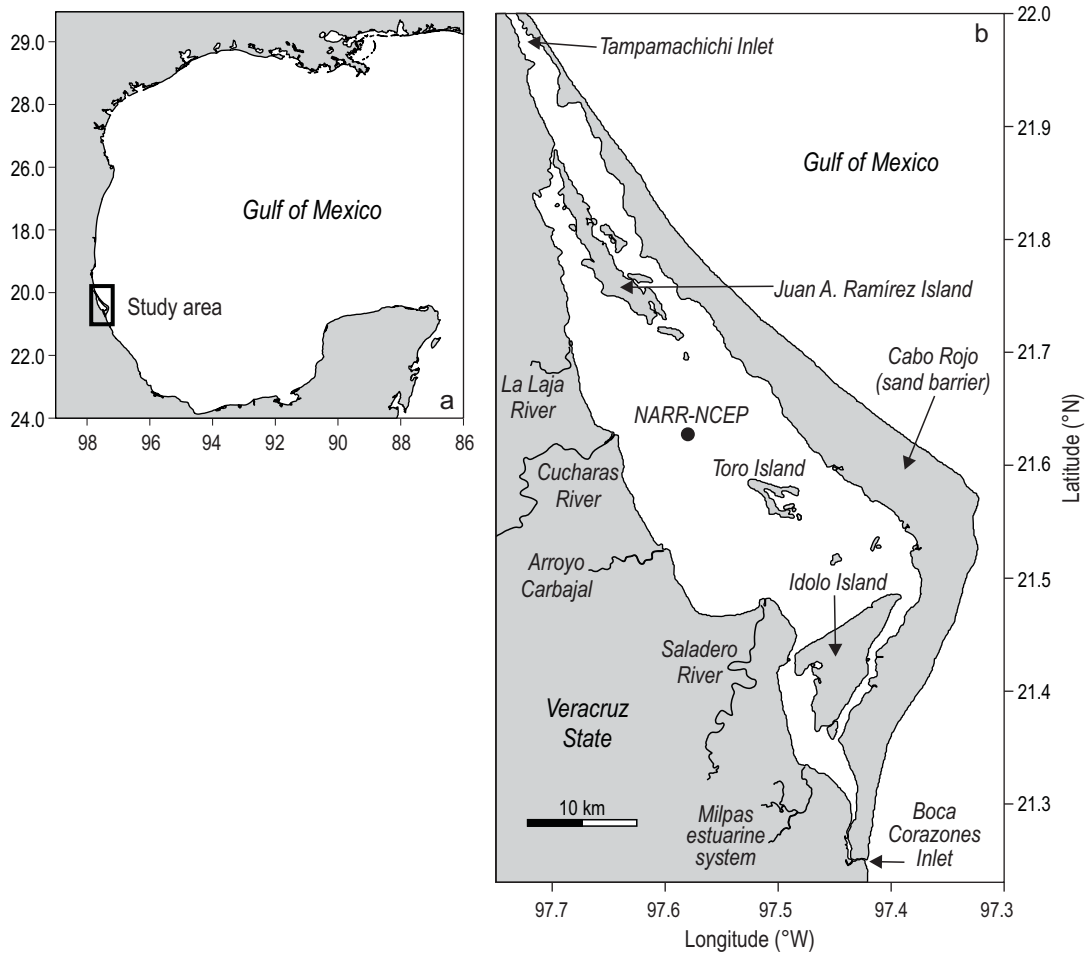 29.0
28.0
26.0
18.0
20.0
22.0
24.0
98
96
94
92
90
88
86
Gulf of Mexico
Study area
a
b
Tampamachichi Inlet
Gulf of Mexico
Juan A. Ramírez Island
Cabo Rojo
(sand barrier)
La Laja
River
NARR-NCEP
Toro Island
Cucharas
River
Arroyo
Carbajal
Idolo Island
Saladero
River
Veracruz
State
10 km
Milpas
estuarine
system
Boca
Corazones
Inlet
22.0
21.9
21.8
21.7
21.6
21.5
21.4
21.3
Latitude (°N)
97.7
97.6
97.5
97.4
97.3
Longitude (°W)